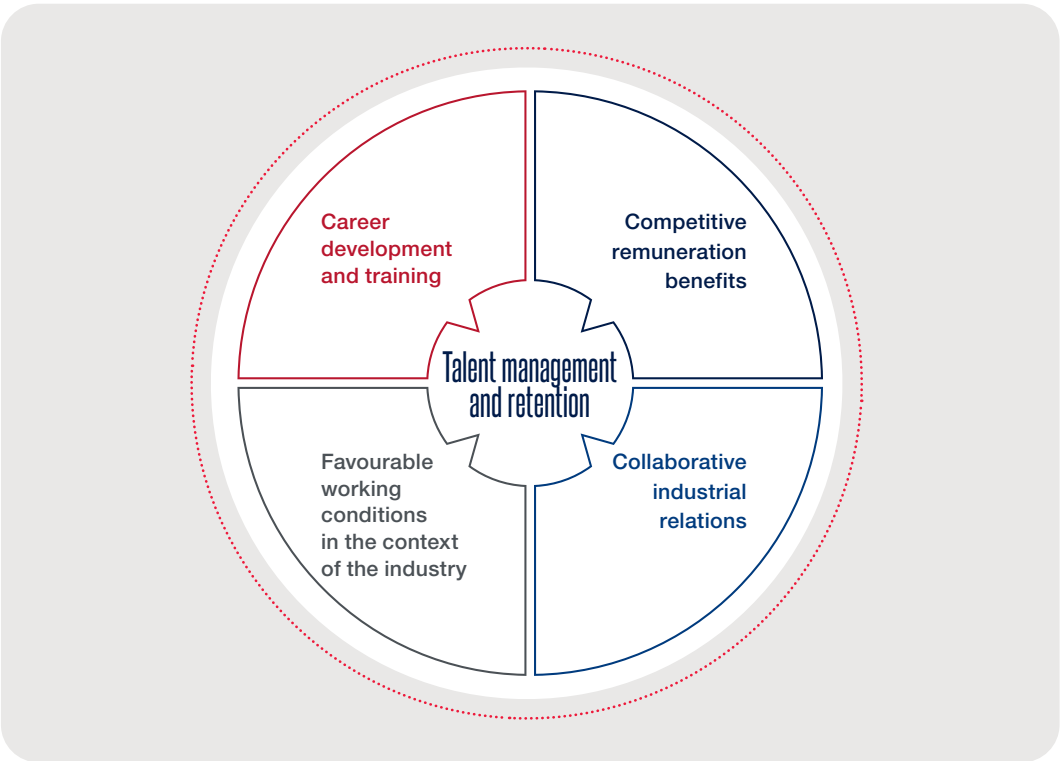 Career
development
and training
Competitive
remuneration
benefits
Talent management
and retention
Favourable
working
conditions
in the context
of the industry
Collaborative
industrial
relations